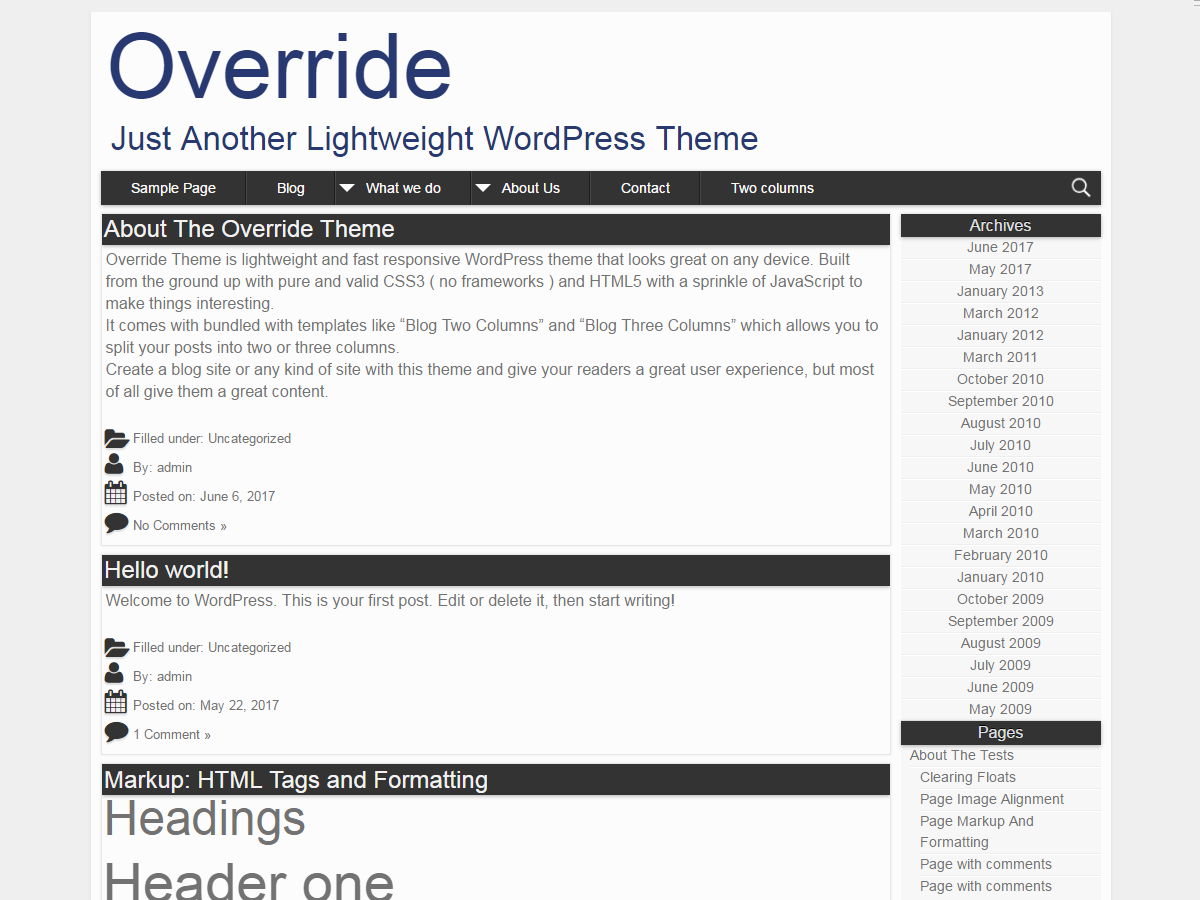 Override
Just Another Lightweight WordPress Theme
Sample Page
Blog
What we do
About Us
Contact
Two columns
About The Override Theme
Override Theme is lightweight and fast responsive WordPress theme that looks great on any device. Built
from the ground up with pure and valid CSS3 ( no frameworks ) and HTML5 with a sprinkle of JavaScript to
make things interesting.
It comes with bundled with templates like “Blog Two Columns” and “Blog Three Columns” which allows you to
split your posts into two or three columns.
Create a blog site or any kind of site with this theme and give your readers a great user experience, but most
of all give them a great content.
Filled under: Uncategorized
By: admin
Posted on: June 6, 2017
No Comments »
Hello world!
Welcome to WordPress. This is your first post. Edit or delete it, then start writing!
Filled under: Uncategorized
By: admin
Posted on: May 22, 2017
1 Comment »
Markup: HTML Tags and Formatting
Headings
Header one
Archives
June 2017
May 2017
January 2013
March 2012
January 2012
March 2011
October 2010
September 2010
August 2010
July 2010
June 2010
May 2010
April 2010
March 2010
February 2010
January 2010
October 2009
September 2009
August 2009
July 2009
June 2009
May 2009
Pages
About The Tests
Clearing Floats
Page Image Alignment
Page Markup And
Formatting
Page with comments
Page with comments